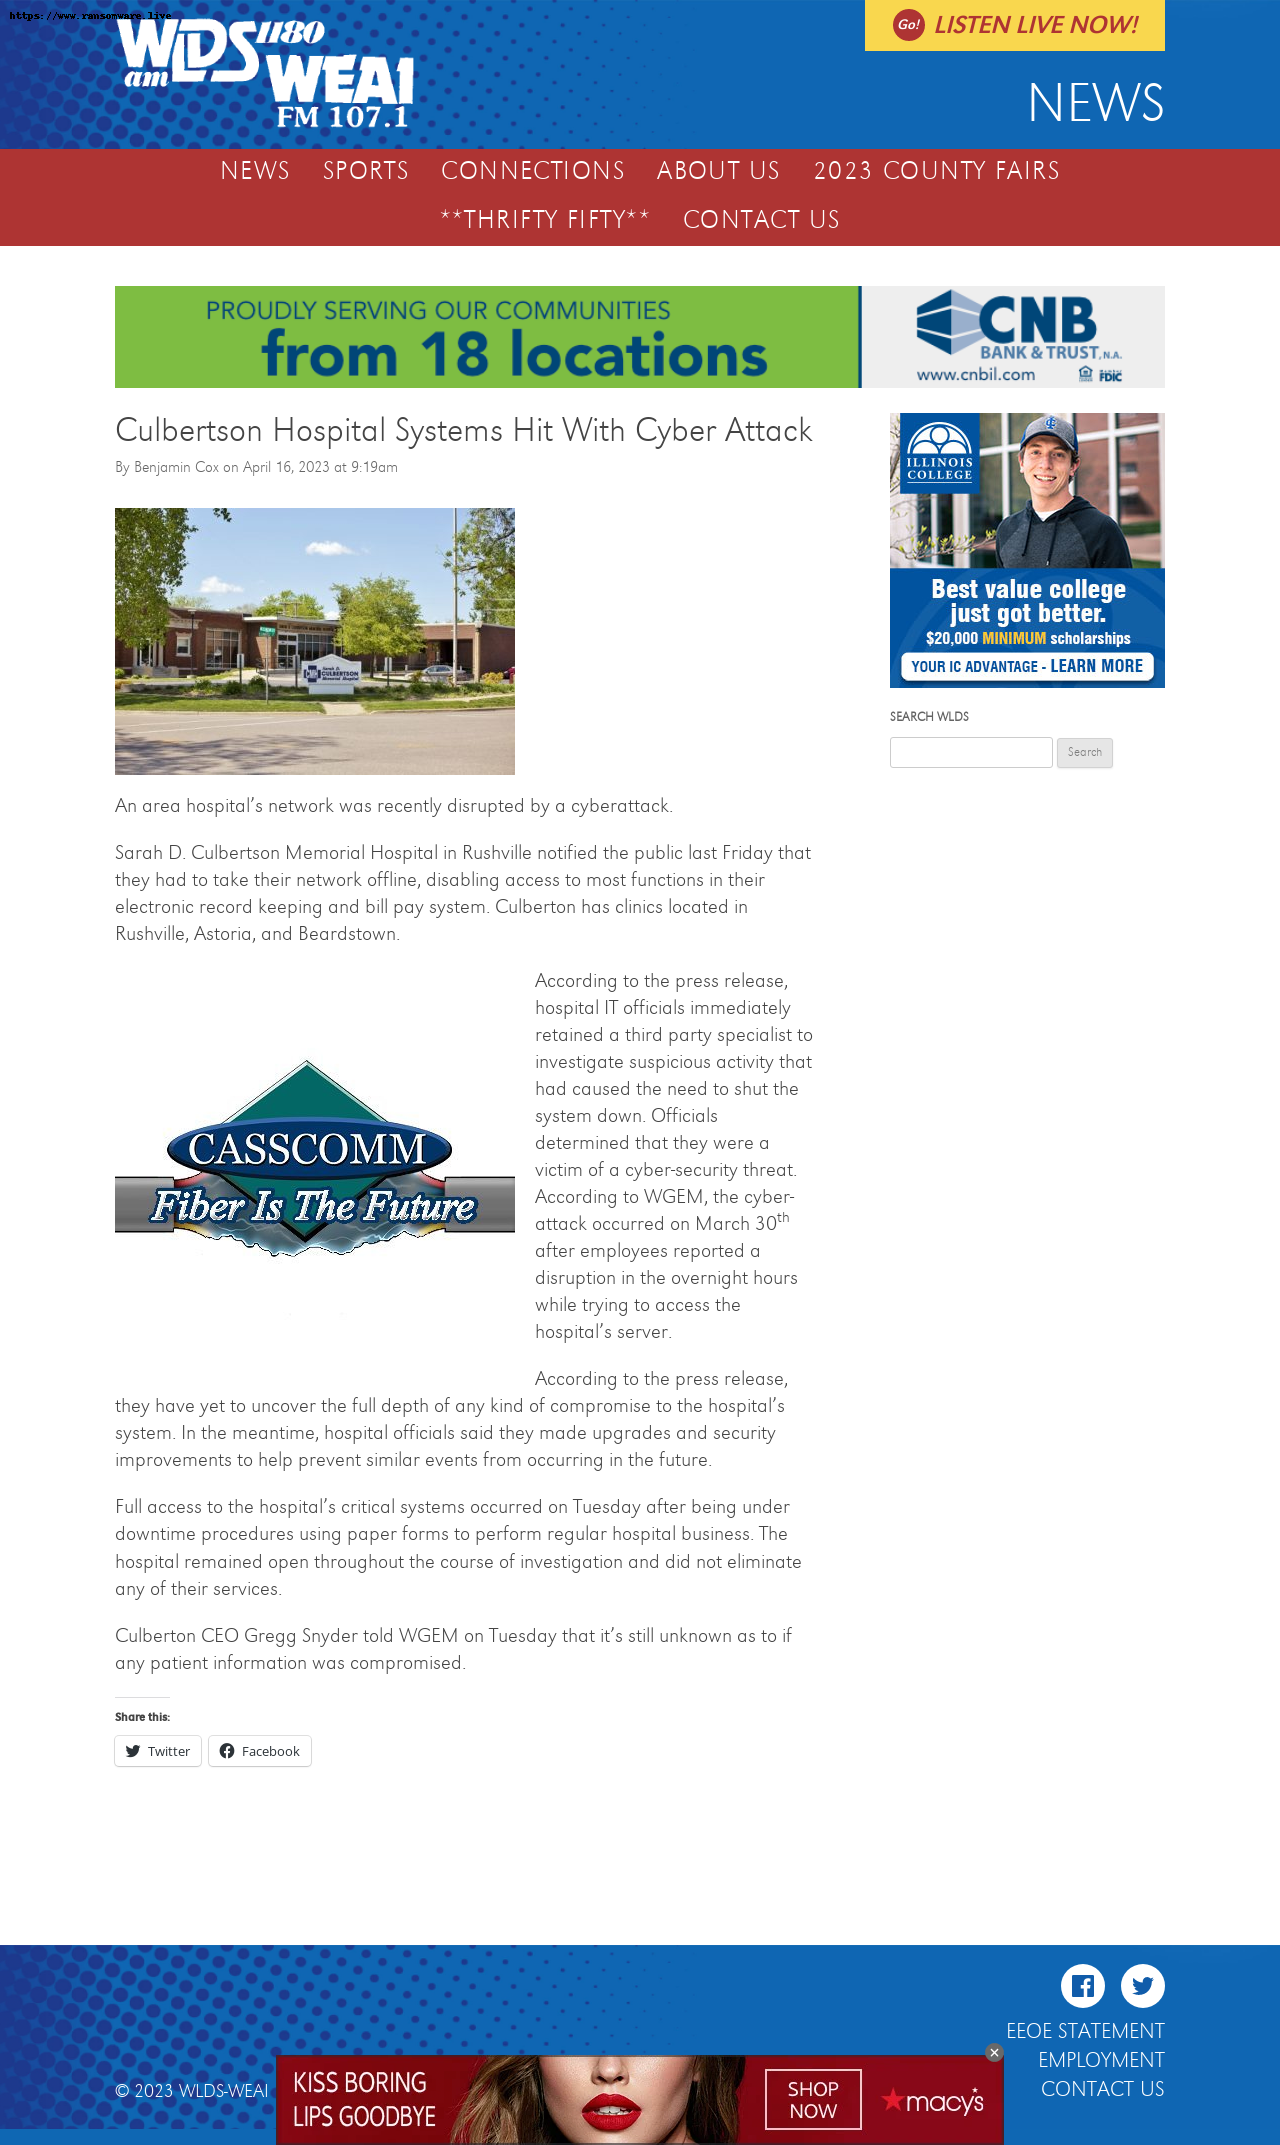 https://www.ransomware.live
WLDS 1180
am
WEAI
FM 107.1
Go! LISTEN LIVE NOW!
NEWS
NEWS SPORTS CONNECTIONS ABOUT US 2023 COUNTY FAIRS
**THRIFTY FIFTY** CONTACT US
PROUDLY SERVING OUR COMMUNITIES
from 18 locations
CNB
BANK & TRUST, N.A.
www.cnbil.com
FDIC
Culbertson Hospital Systems Hit With Cyber Attack
By Benjamin Cox on April 16, 2023 at 9:19am
ILLINOIS
COLLEGE
Best value college
just got better.
$20,000 MINIMUM scholarships
YOUR IC ADVANTAGE - LEARN MORE
SEARCH WLDS
Search
CULBERTSON
An area hospital’s network was recently disrupted by a cyberattack.
Sarah D. Culbertson Memorial Hospital in Rushville notified the public last Friday that
they had to take their network offline, disabling access to most functions in their
electronic record keeping and bill pay system. Culberton has clinics located in
Rushville, Astoria, and Beardstown.
CASSCOMM
Fiber Is The Future
According to the press release,
hospital IT officials immediately
retained a third party specialist to
investigate suspicious activity that
had caused the need to shut the
system down. Officials
determined that they were a
victim of a cyber-security threat.
According to WGEM, the cyber-
attack occurred on March 30th
after employees reported a
disruption in the overnight hours
while trying to access the
hospital’s server.
According to the press release,
they have yet to uncover the full depth of any kind of compromise to the hospital’s
system. In the meantime, hospital officials said they made upgrades and security
improvements to help prevent similar events from occurring in the future.
Full access to the hospital’s critical systems occurred on Tuesday after being under
downtime procedures using paper forms to perform regular hospital business. The
hospital remained open throughout the course of investigation and did not eliminate
any of their services.
Culberton CEO Gregg Snyder told WGEM on Tuesday that it’s still unknown as to if
any patient information was compromised.
Share this:
Twitter Facebook
EEOE STATEMENT
EMPLOYMENT
CONTACT US
© 2023 WLDS-WEAI
KISS BORING
LIPS GOODBYE
SHOP
NOW
macy's